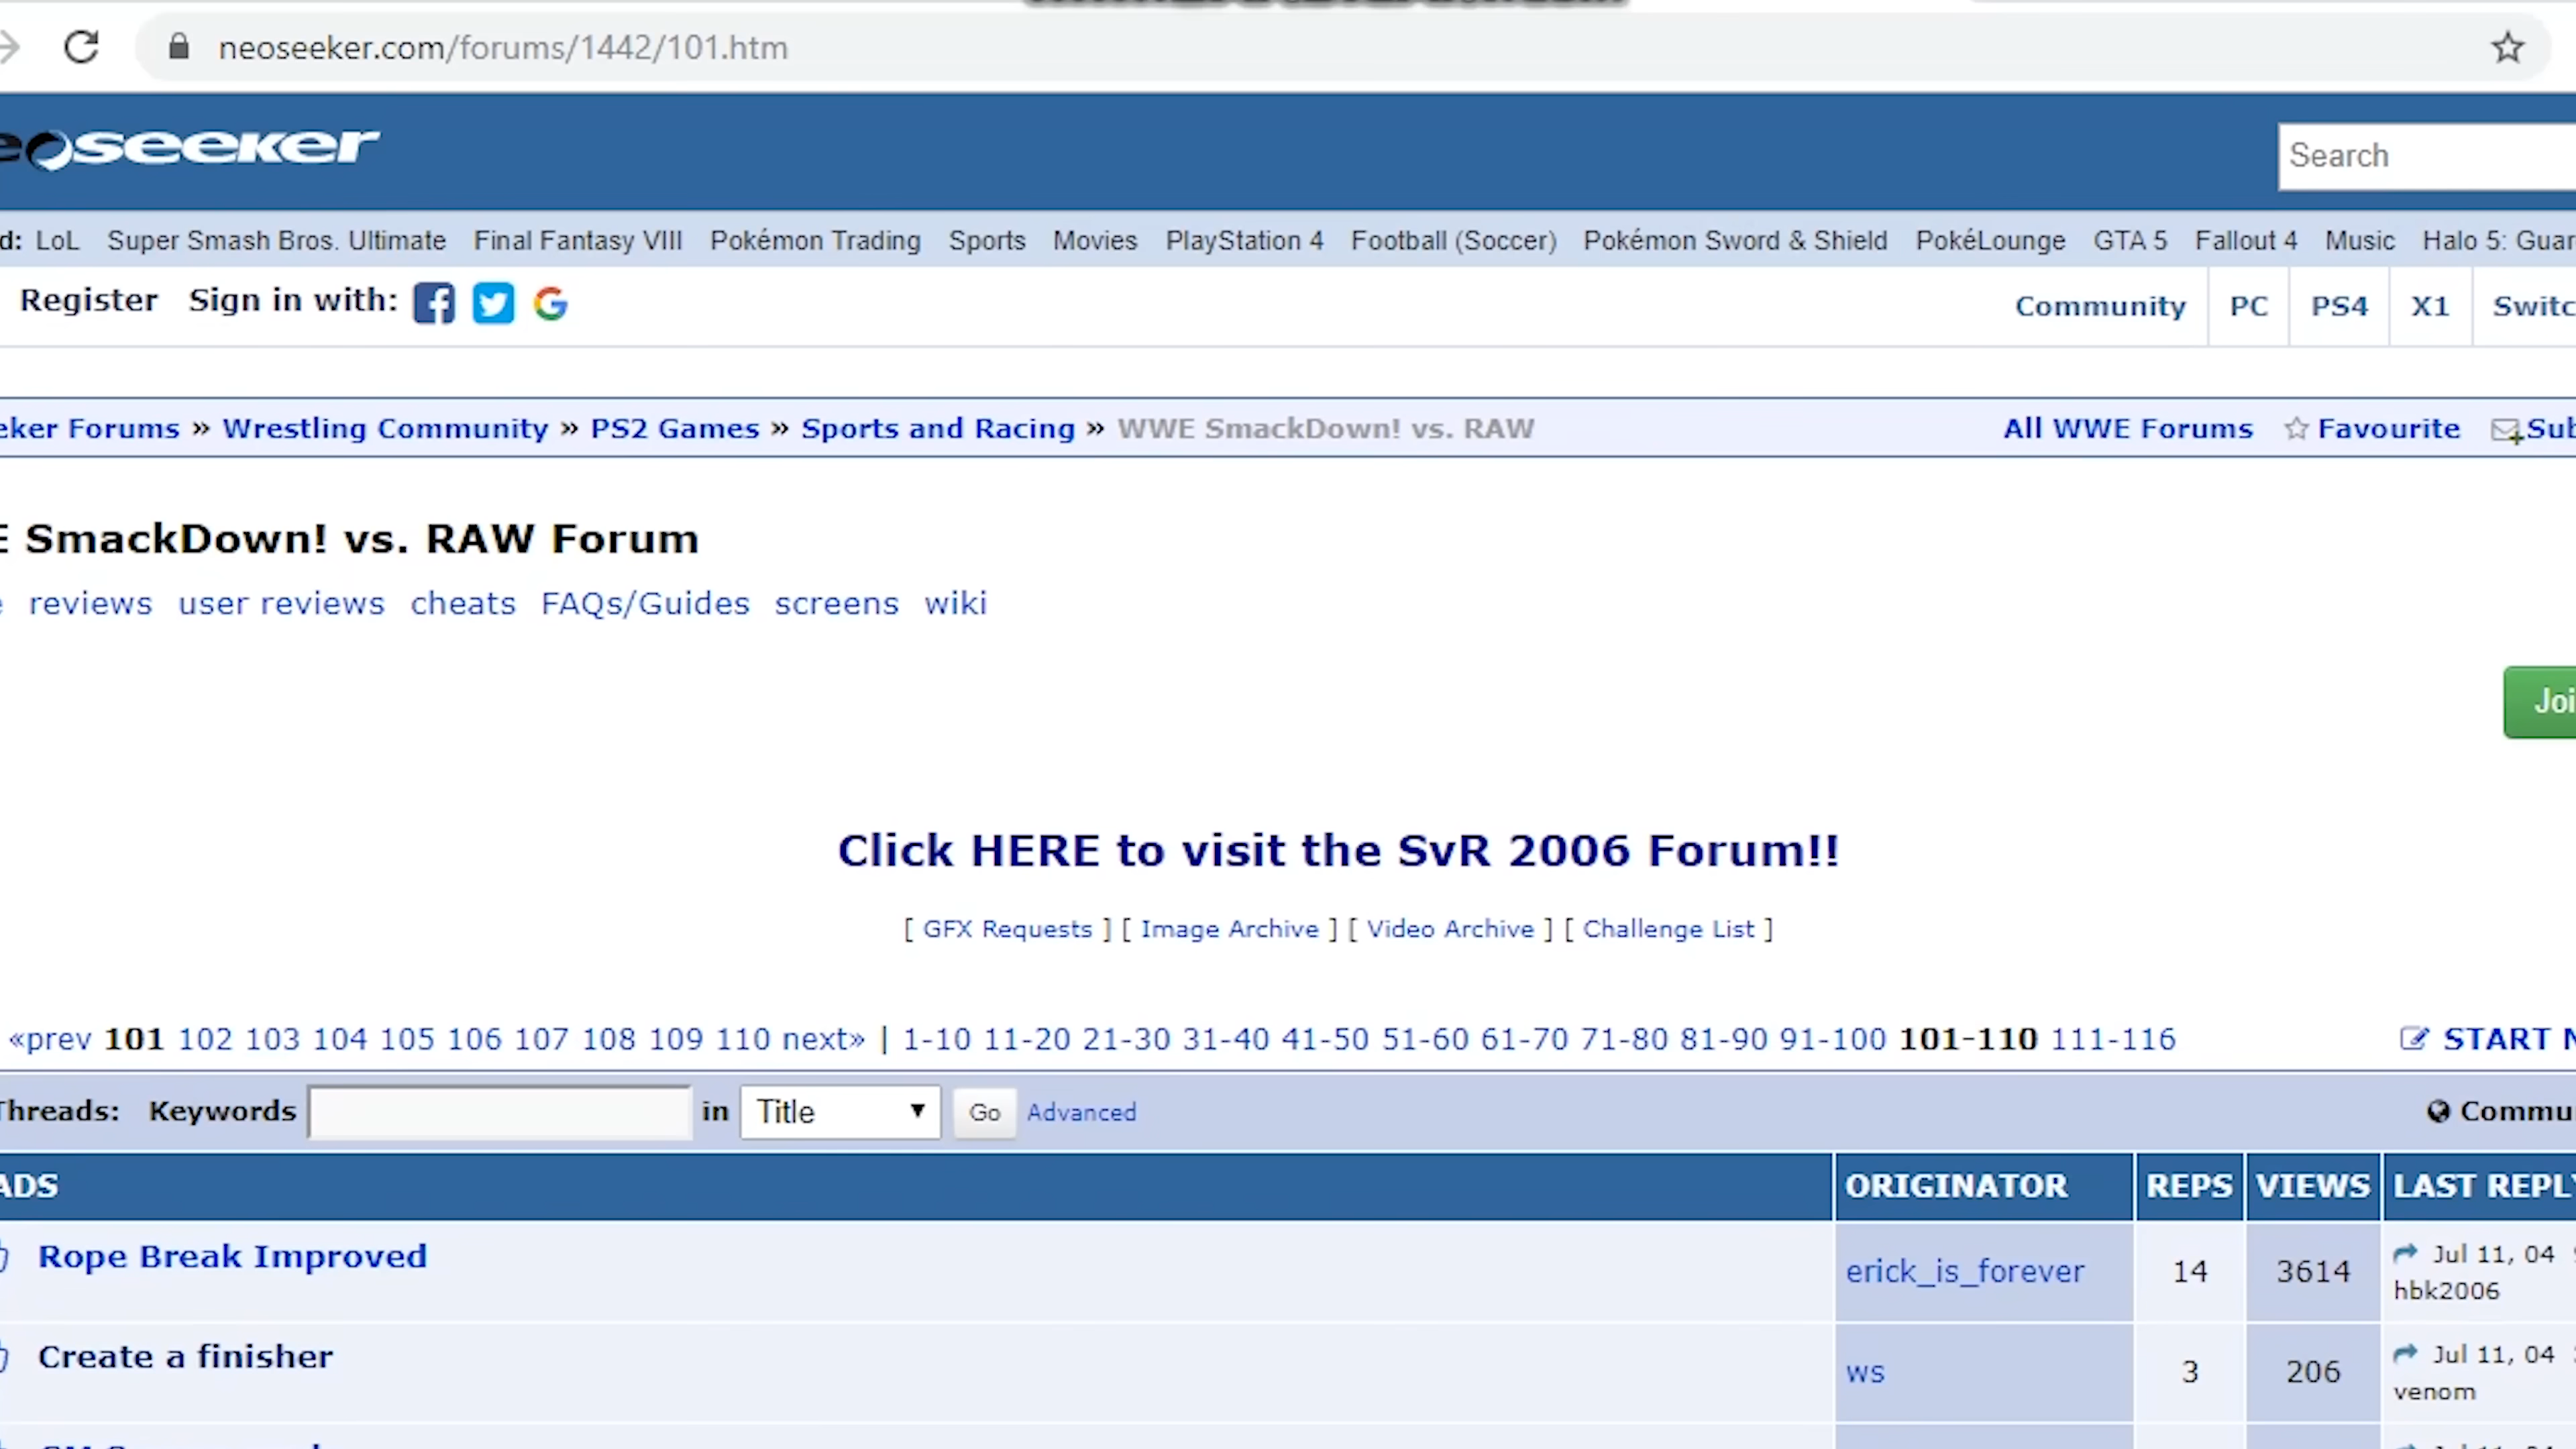 neoseeker.com/forums/1442/101.htm
eoseeker
Search
d: LoL Super Smash Bros. Ultimate Final Fantasy VIII Pokémon Trading Sports Movies PlayStation 4 Football (Soccer) Pokémon Sword & Shield PokéLounge GTA 5 Fallout 4 Music Halo 5: Guar
Register Sign in with:
Community PC PS4 X1 Switc
eker Forums » Wrestling Community » PS2 Games » Sports and Racing » WWE SmackDown! vs. RAW
All WWE Forums Favourite Sub
E SmackDown! vs. RAW Forum
e reviews user reviews cheats FAQs/Guides screens wiki
Joi
Click HERE to visit the SvR 2006 Forum!!
[ GFX Requests ] [ Image Archive ] [ Video Archive ] [ Challenge List ]
«prev 101 102 103 104 105 106 107 108 109 110 next» | 1-10 11-20 21-30 31-40 41-50 51-60 61-70 71-80 81-90 91-100 101-110 111-116
START N
Threads: Keywords in Title Go Advanced
Commu
ADS ORIGINATOR REPS VIEWS LAST REPLY
Rope Break Improved erick_is_forever 14 3614 Jul 11, 04
hbk2006
Create a finisher ws 3 206 Jul 11, 04
venom